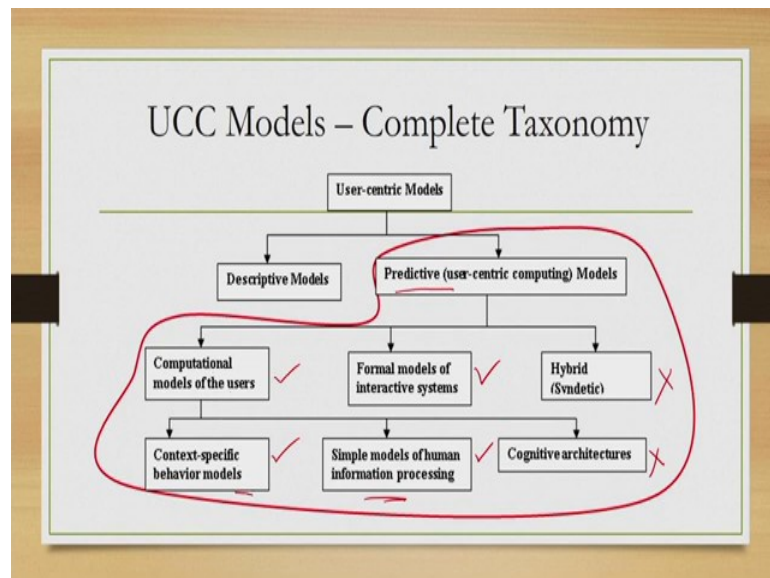 UCC Models – Complete Taxonomy
User-centric Models
Descriptive Models
Predictive (user-centric computing) Models
Computational
models of the users
Formal models of
interactive systems
Hybrid
(Syndetic)
Context-specific
behavior models
Simple models of human
information processing
Cognitive architectures